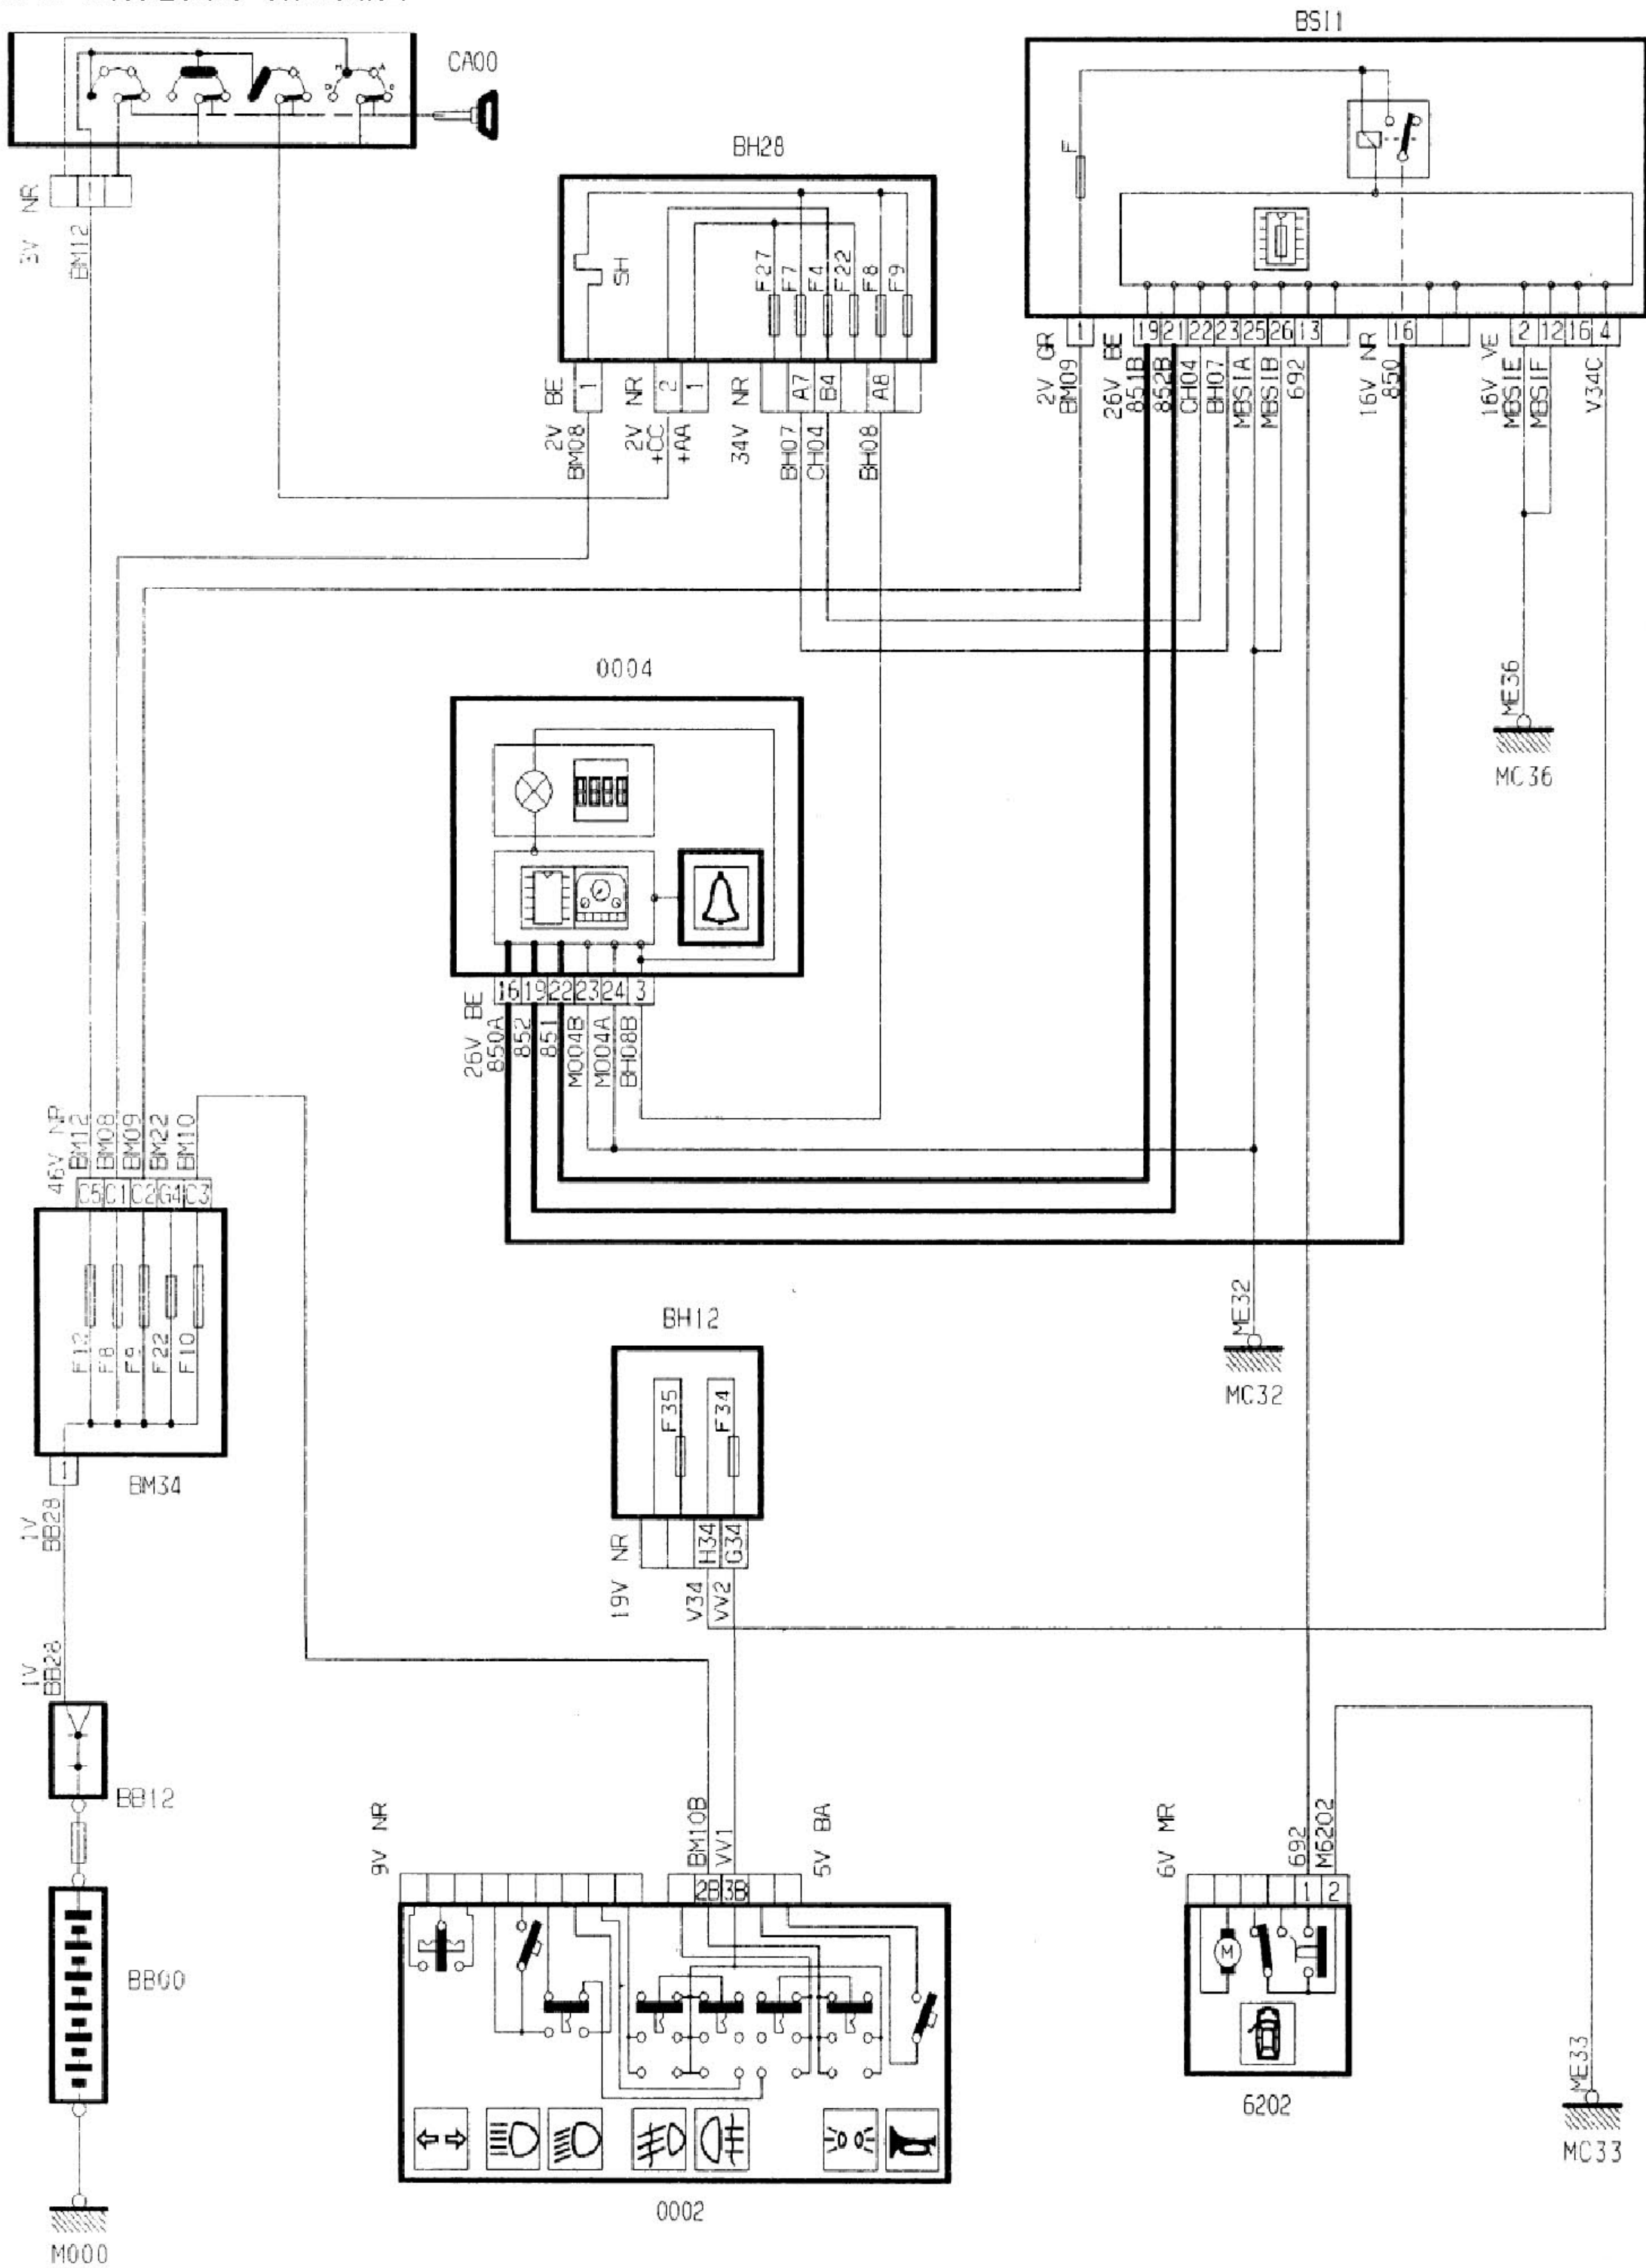 BSI1
CA00
BH28
3V NR
1
BM12
SH
F27
F7
F4
F22
F8
F9
F
2V BE
1
BM08
2V NR
2
1
+CC
+AA
34V NR
A7
B4
A8
BH07
CH04
BH08
2V GR
1
BM09
26V BE
19
21
22
23
25
26
13
851B
852B
CH04
BH07
MBSIA
MBSIB
692
16V NR
16
850
16V VE
2
12
16
4
MBSIE
MBSIF
V34C
ME36
MC36
0004
26V BE
16
19
22
23
24
3
850A
852
851
M004B
M004A
BH08B
46V NR
BM12
BM08
BM09
BM22
BM10
C5
C1
C2
G4
C3
F12
F8
F9
F22
F10
1
BM34
1V
BB28
1V
BB28
BB12
BB00
M000
BH12
F35
F34
19V NR
H34
G34
V34
VV2
ME32
MC32
9V NR
BM10B
VV1
5V BA
2B
3B
0002
6V MR
692
M6202
1
2
M
6202
ME33
MC33